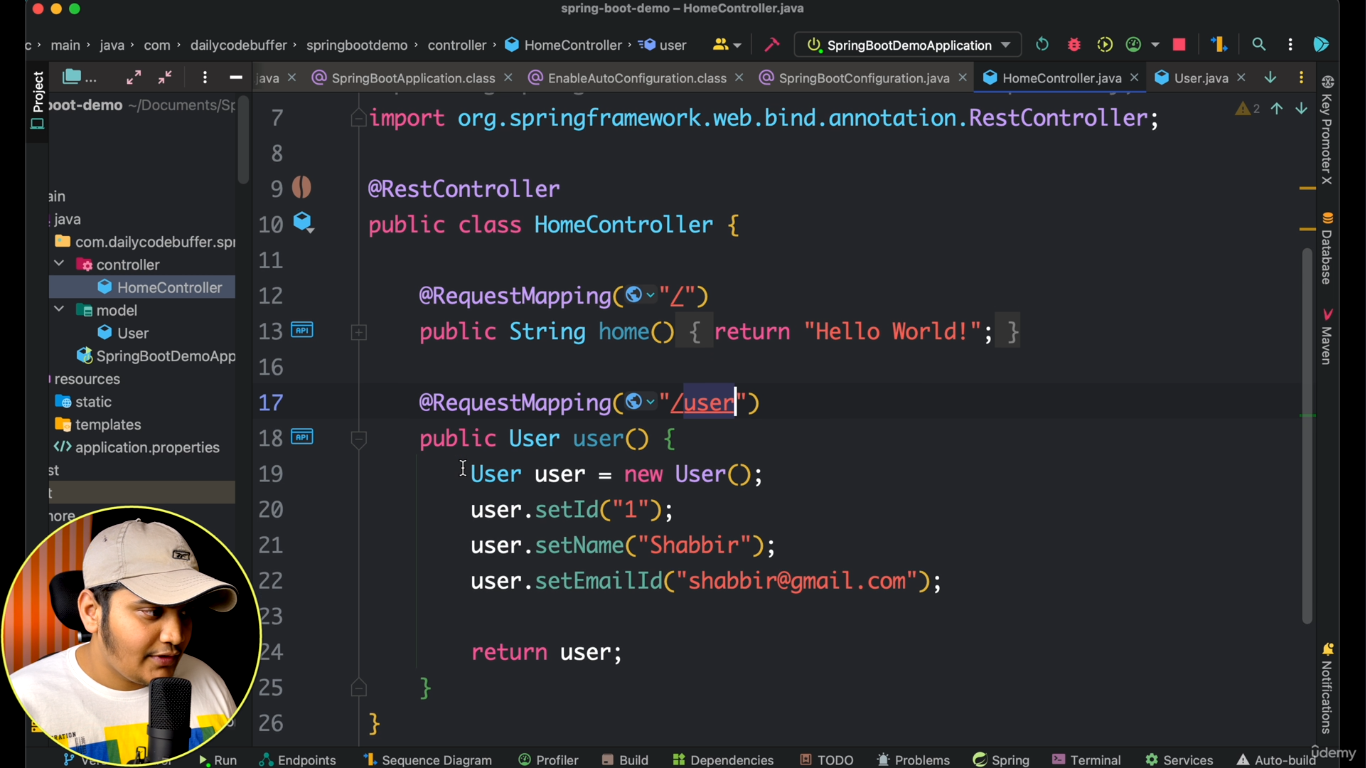 spring-boot-demo – HomeController.java
c › main › java › com › dailycodebuffer › springbootdemo › controller › HomeController › user
SpringBootDemoApplication
java
SpringBootApplication.class
EnableAutoConfiguration.class
SpringBootConfiguration.java
HomeController.java
User.java
Project
boot-demo ~/Documents/Sp
ain
java
com.dailycodebuffer.spr
controller
HomeController
model
User
SpringBootDemoApp
resources
static
templates
application.properties
st
t
7 import org.springframework.web.bind.annotation.RestController;
8
9 @RestController
10 public class HomeController {
11
12 @RequestMapping("/")
13 public String home() { return "Hello World!"; }
16
17 @RequestMapping("/user")
18 public User user() {
19 User user = new User();
20 user.setId("1");
21 user.setName("Shabbir");
22 user.setEmailId("shabbir@gmail.com");
23
24 return user;
25 }
26 }
2
Key Promoter X
Database
Maven
Notifications
Run
Endpoints
Sequence Diagram
Profiler
Build
Dependencies
TODO
Problems
Spring
Terminal
Services
Auto-build
udemy